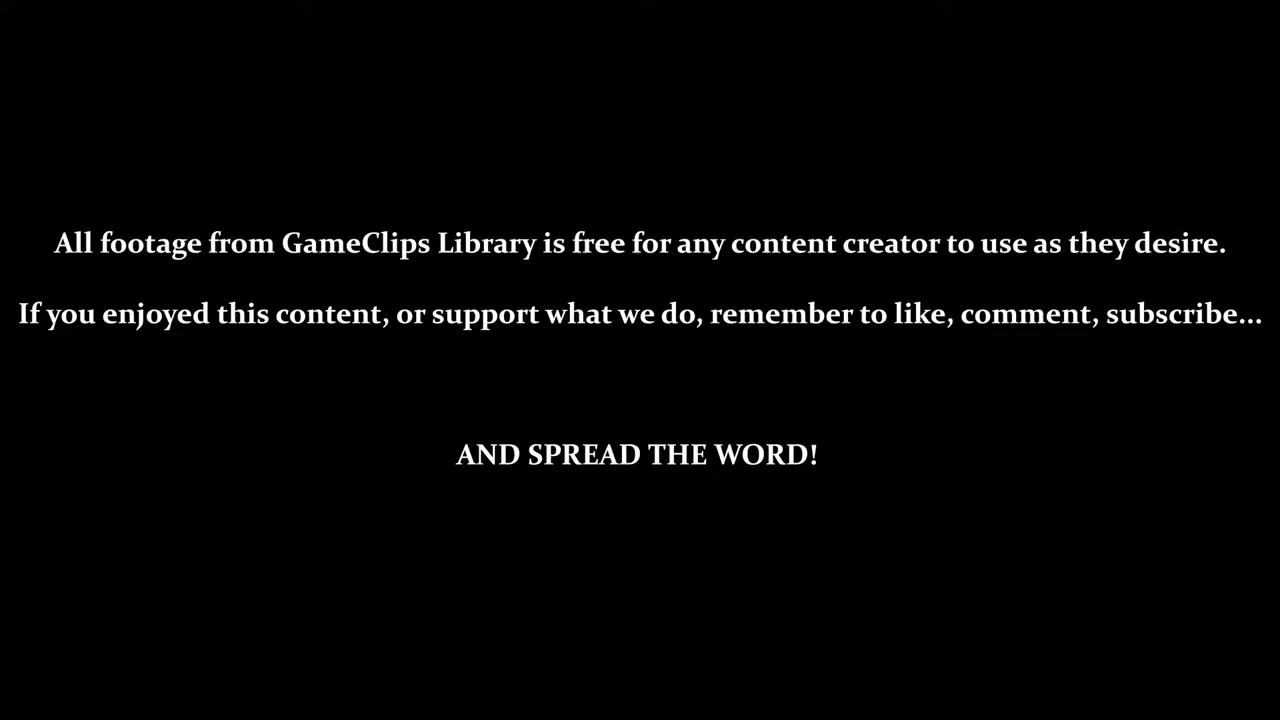 All footage from GameClips Library is free for any content creator to use as they desire.
If you enjoyed this content, or support what we do, remember to like, comment, subscribe...
AND SPREAD THE WORD!